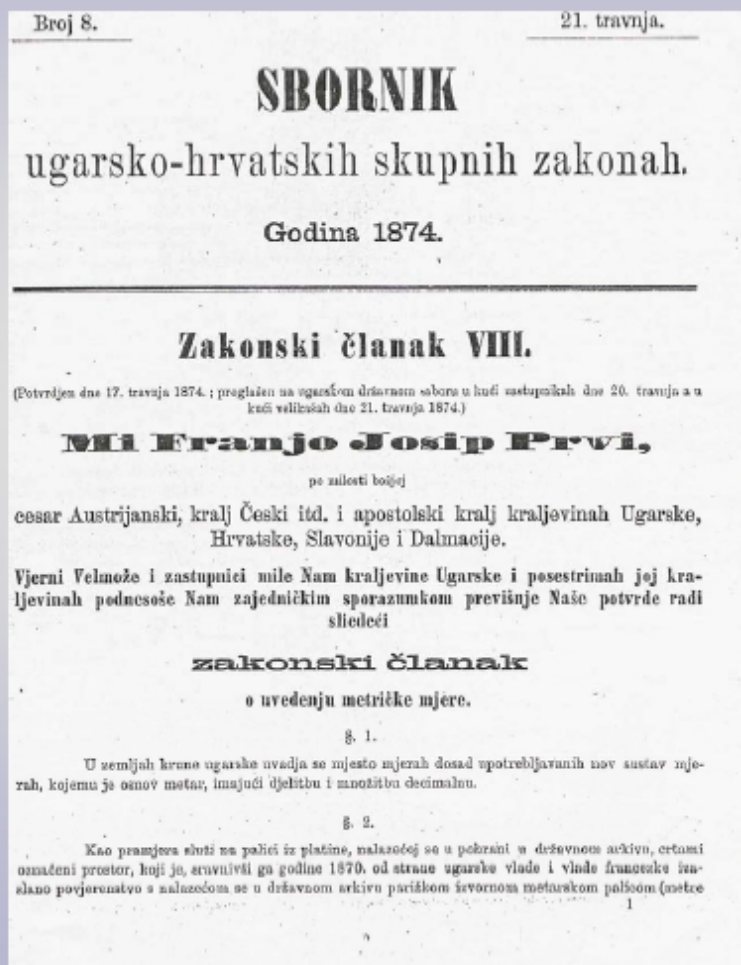 Broj 8.
21. travnja.
SBORNIK
ugarsko-hrvatskih skupnih zakonah.
Godina 1874.
Zakonski članak VIII.
(Potvrdjen dne 17. travnja 1874.; proglašen na ugarskom državnom saboru u kući zastupnikah dne 20. travnja a u
kući velikašah dne 21. travnja 1874.)
Mi Franjo Josip Prvi,
po milosti božjoj
cesar Austrijanski, kralj Česki itd. i apostolski kralj kraljevinah Ugarske,
Hrvatske, Slavonije i Dalmacije.
Vjerni Velmože i zastupnici mile Nam kraljevine Ugarske i posestrimah joj kra-
ljevinah podnesoše Nam zajedničkim sporazumkom previšnje Naše potvrde radi
sliedeći
zakonski članak
o uvedenju metričke mjere.
§. 1.
U zemljah krune ugarske uvadja se mjesto mjerah dosad upotrebljavanih nov sustav mje-
rah, kojemu je osnov metar, imajući djelitbu i množitbu decimalnu.
§. 2.
Kao pramjera služi na palici iz platine, nalazećoj se u pohrani u državnom arkivu, crtami
označeni prostor, koji je, sravnivši ga godine 1870. od strane ugarske vlade i vlade francezke iza-
slano povjerenstvo s nalazećom se u državnom arkivu parižkom izvornom metarskom palicom (metre
1